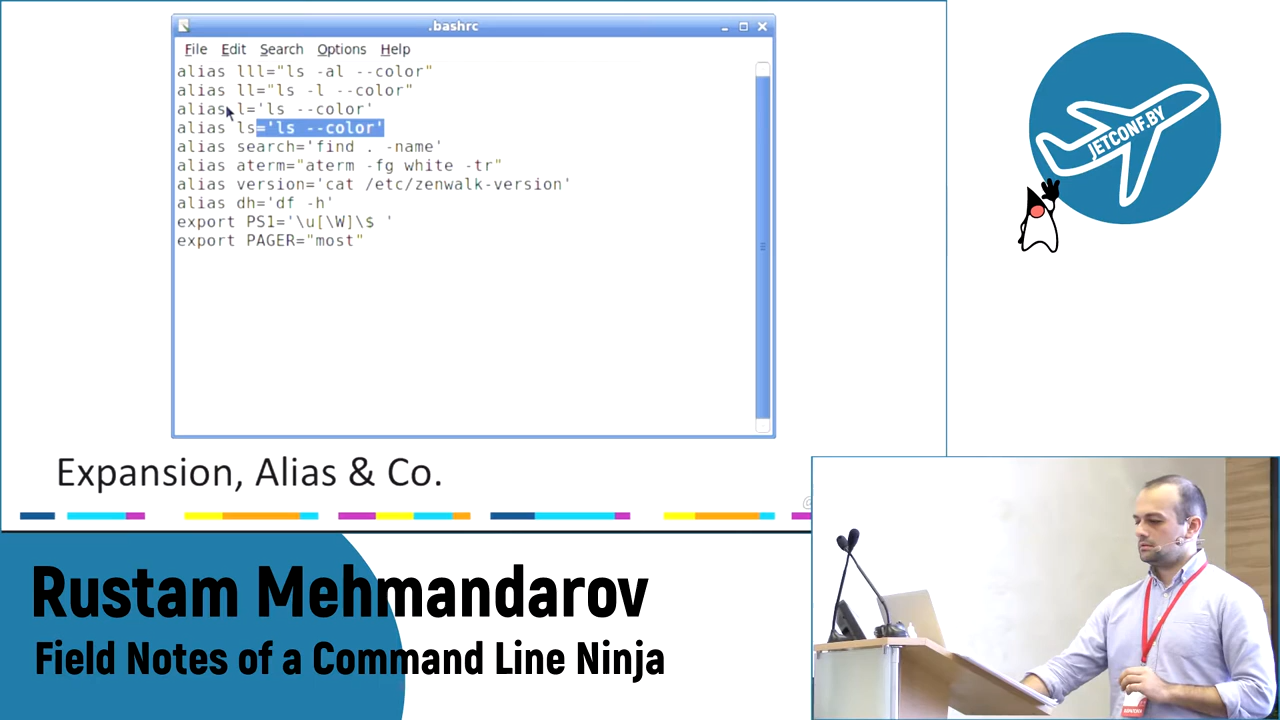 .bashrc
File Edit Search Options Help
alias lll="ls -al --color"
alias ll="ls -l --color"
alias l='ls --color'
alias ls='ls --color'
alias search='find . -name'
alias aterm="aterm -fg white -tr"
alias version='cat /etc/zenwalk-version'
alias dh='df -h'
export PS1='\u[\W]\$ '
export PAGER="most"
JETCONF.BY
Expansion, Alias & Co.
Rustam Mehmandarov
Field Notes of a Command Line Ninja